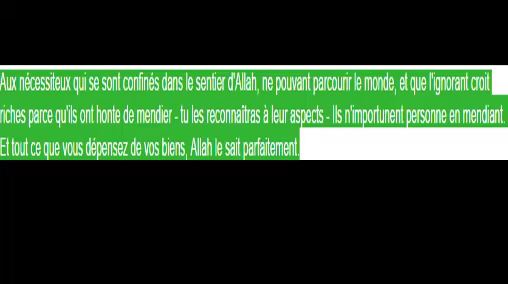 Aux nécessiteux qui se sont confinés dans le sentier d'Allah, ne pouvant parcourir le monde, et que l'ignorant croit
riches parce qu'ils ont honte de mendier - tu les reconnaîtras à leur aspects - Ils n'importunent personne en mendiant.
Et tout ce que vous dépensez de vos biens, Allah le sait parfaitement.